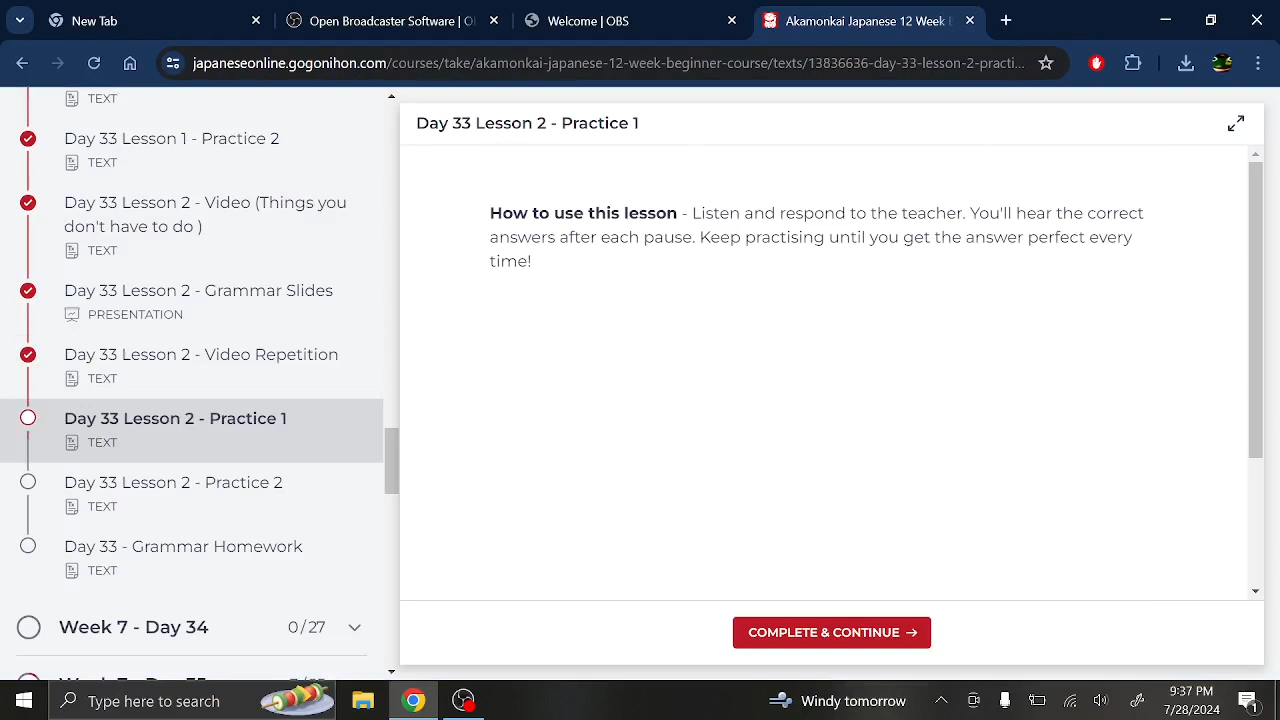 New Tab
Open Broadcaster Software | O
Welcome | OBS
Akamonkai Japanese 12 Week B
japaneseonline.gogonihon.com/courses/take/akamonkai-japanese-12-week-beginner-course/texts/13836636-day-33-lesson-2-practi...
TEXT
Day 33 Lesson 1 - Practice 2
TEXT
Day 33 Lesson 2 - Video (Things you
don't have to do )
TEXT
Day 33 Lesson 2 - Grammar Slides
PRESENTATION
Day 33 Lesson 2 - Video Repetition
TEXT
Day 33 Lesson 2 - Practice 1
TEXT
Day 33 Lesson 2 - Practice 2
TEXT
Day 33 - Grammar Homework
TEXT
Week 7 - Day 34 0/27
Day 33 Lesson 2 - Practice 1
How to use this lesson - Listen and respond to the teacher. You'll hear the correct
answers after each pause. Keep practising until you get the answer perfect every
time!
COMPLETE & CONTINUE →
Type here to search
Windy tomorrow
9:37 PM
7/28/2024